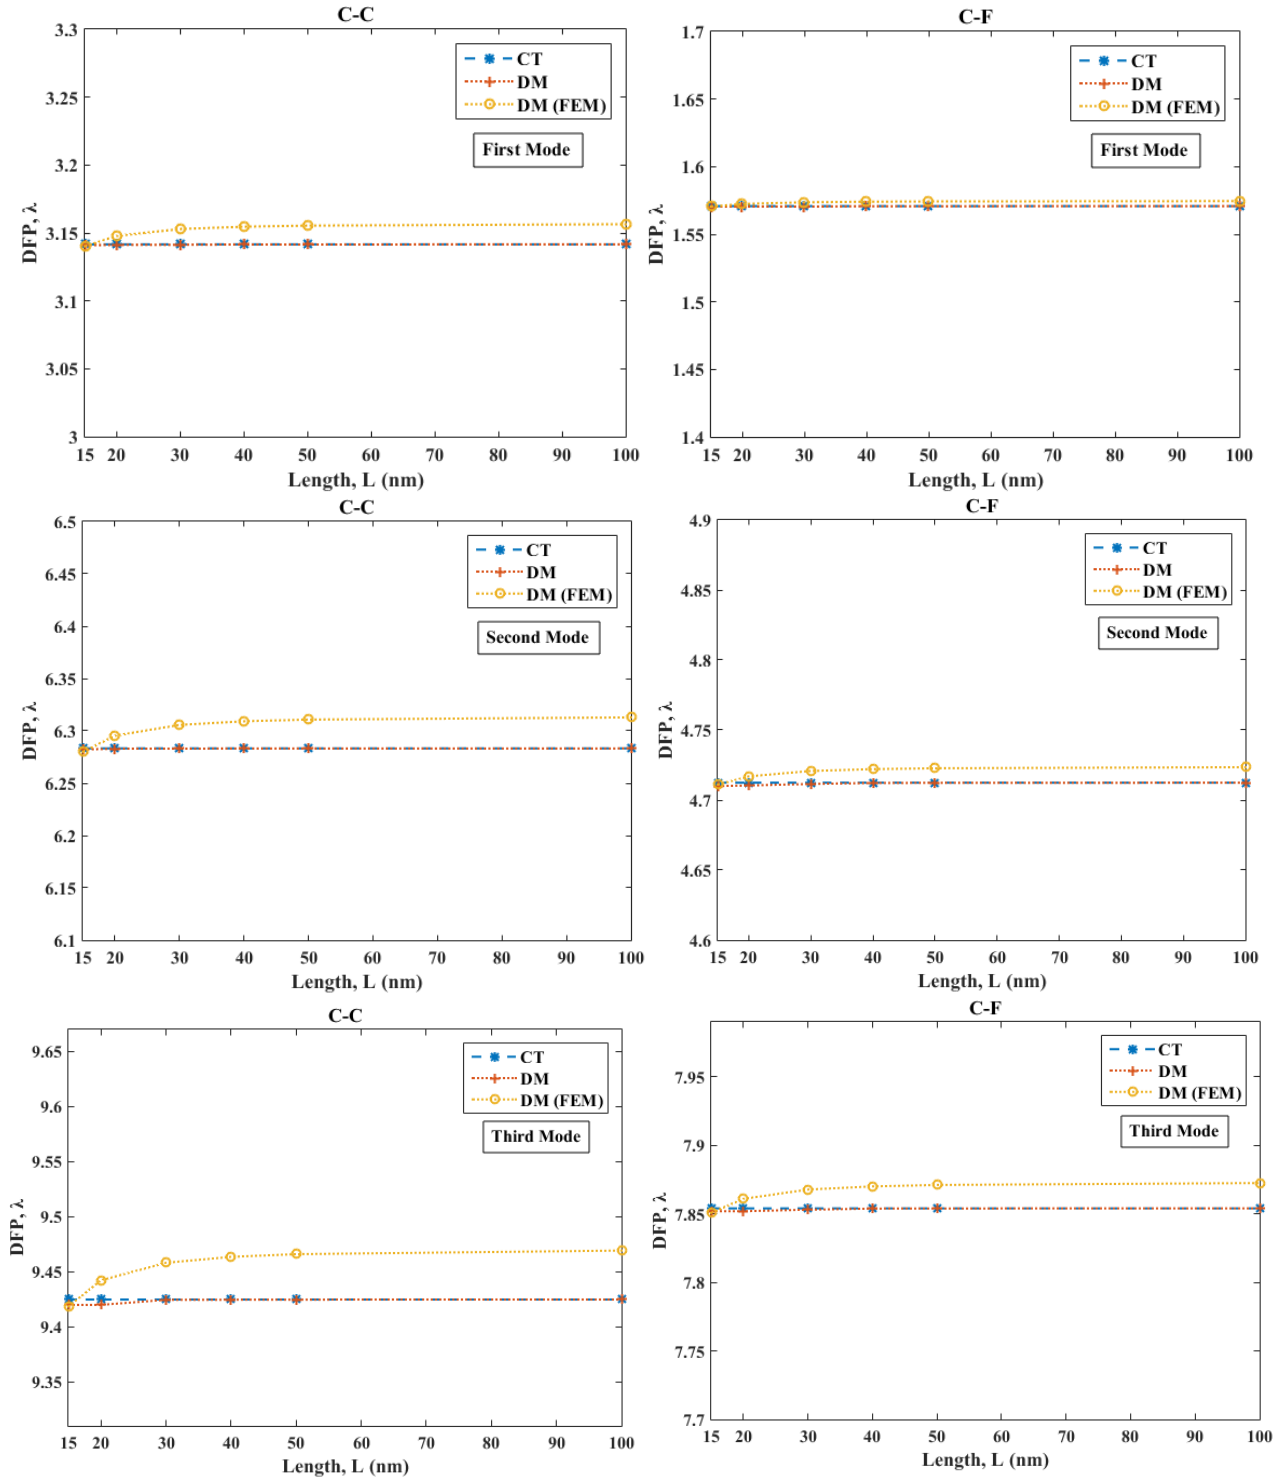 C-C
3.3
3.25
3.2
3.15
3.1
3.05
3
DFP, λ
CT
DM
DM (FEM)
First Mode
15 20 30 40 50 60 70 80 90 100
Length, L (nm)
C-F
1.7
1.65
1.6
1.55
1.5
1.45
1.4
DFP, λ
CT
DM
DM (FEM)
First Mode
15 20 30 40 50 60 70 80 90 100
Length, L (nm)
C-C
6.5
6.45
6.4
6.35
6.3
6.25
6.2
6.15
6.1
DFP, λ
CT
DM
DM (FEM)
Second Mode
15 20 30 40 50 60 70 80 90 100
Length, L (nm)
C-F
4.9
4.85
4.8
4.75
4.7
4.65
4.6
DFP, λ
CT
DM
DM (FEM)
Second Mode
15 20 30 40 50 60 70 80 90 100
Length, L (nm)
C-C
9.65
9.6
9.55
9.5
9.45
9.4
9.35
DFP, λ
CT
DM
DM (FEM)
Third Mode
15 20 30 40 50 60 70 80 90 100
Length, L (nm)
C-F
7.95
7.9
7.85
7.8
7.75
7.7
DFP, λ
CT
DM
DM (FEM)
Third Mode
15 20 30 40 50 60 70 80 90 100
Length, L (nm)